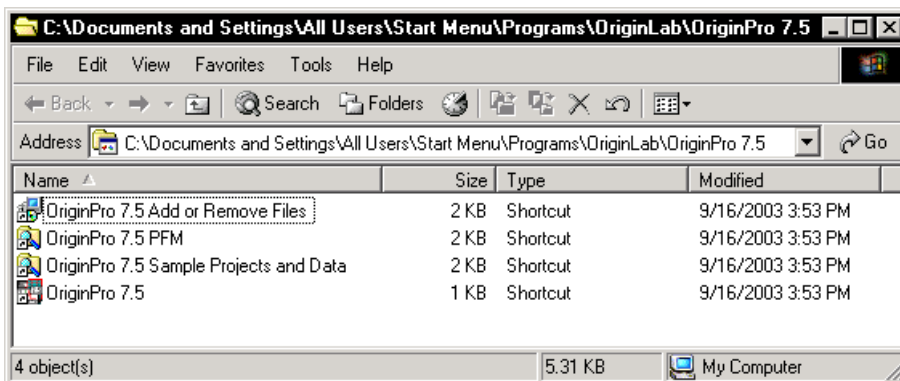 C:\Documents and Settings\All Users\Start Menu\Programs\OriginLab\OriginPro 7.5
File Edit View Favorites Tools Help
Back Search Folders
Address C:\Documents and Settings\All Users\Start Menu\Programs\OriginLab\OriginPro 7.5 Go
Name Size Type Modified
OriginPro 7.5 Add or Remove Files 2 KB Shortcut 9/16/2003 3:53 PM
OriginPro 7.5 PFM 2 KB Shortcut 9/16/2003 3:53 PM
OriginPro 7.5 Sample Projects and Data 2 KB Shortcut 9/16/2003 3:53 PM
OriginPro 7.5 1 KB Shortcut 9/16/2003 3:53 PM
4 object(s) 5.31 KB My Computer